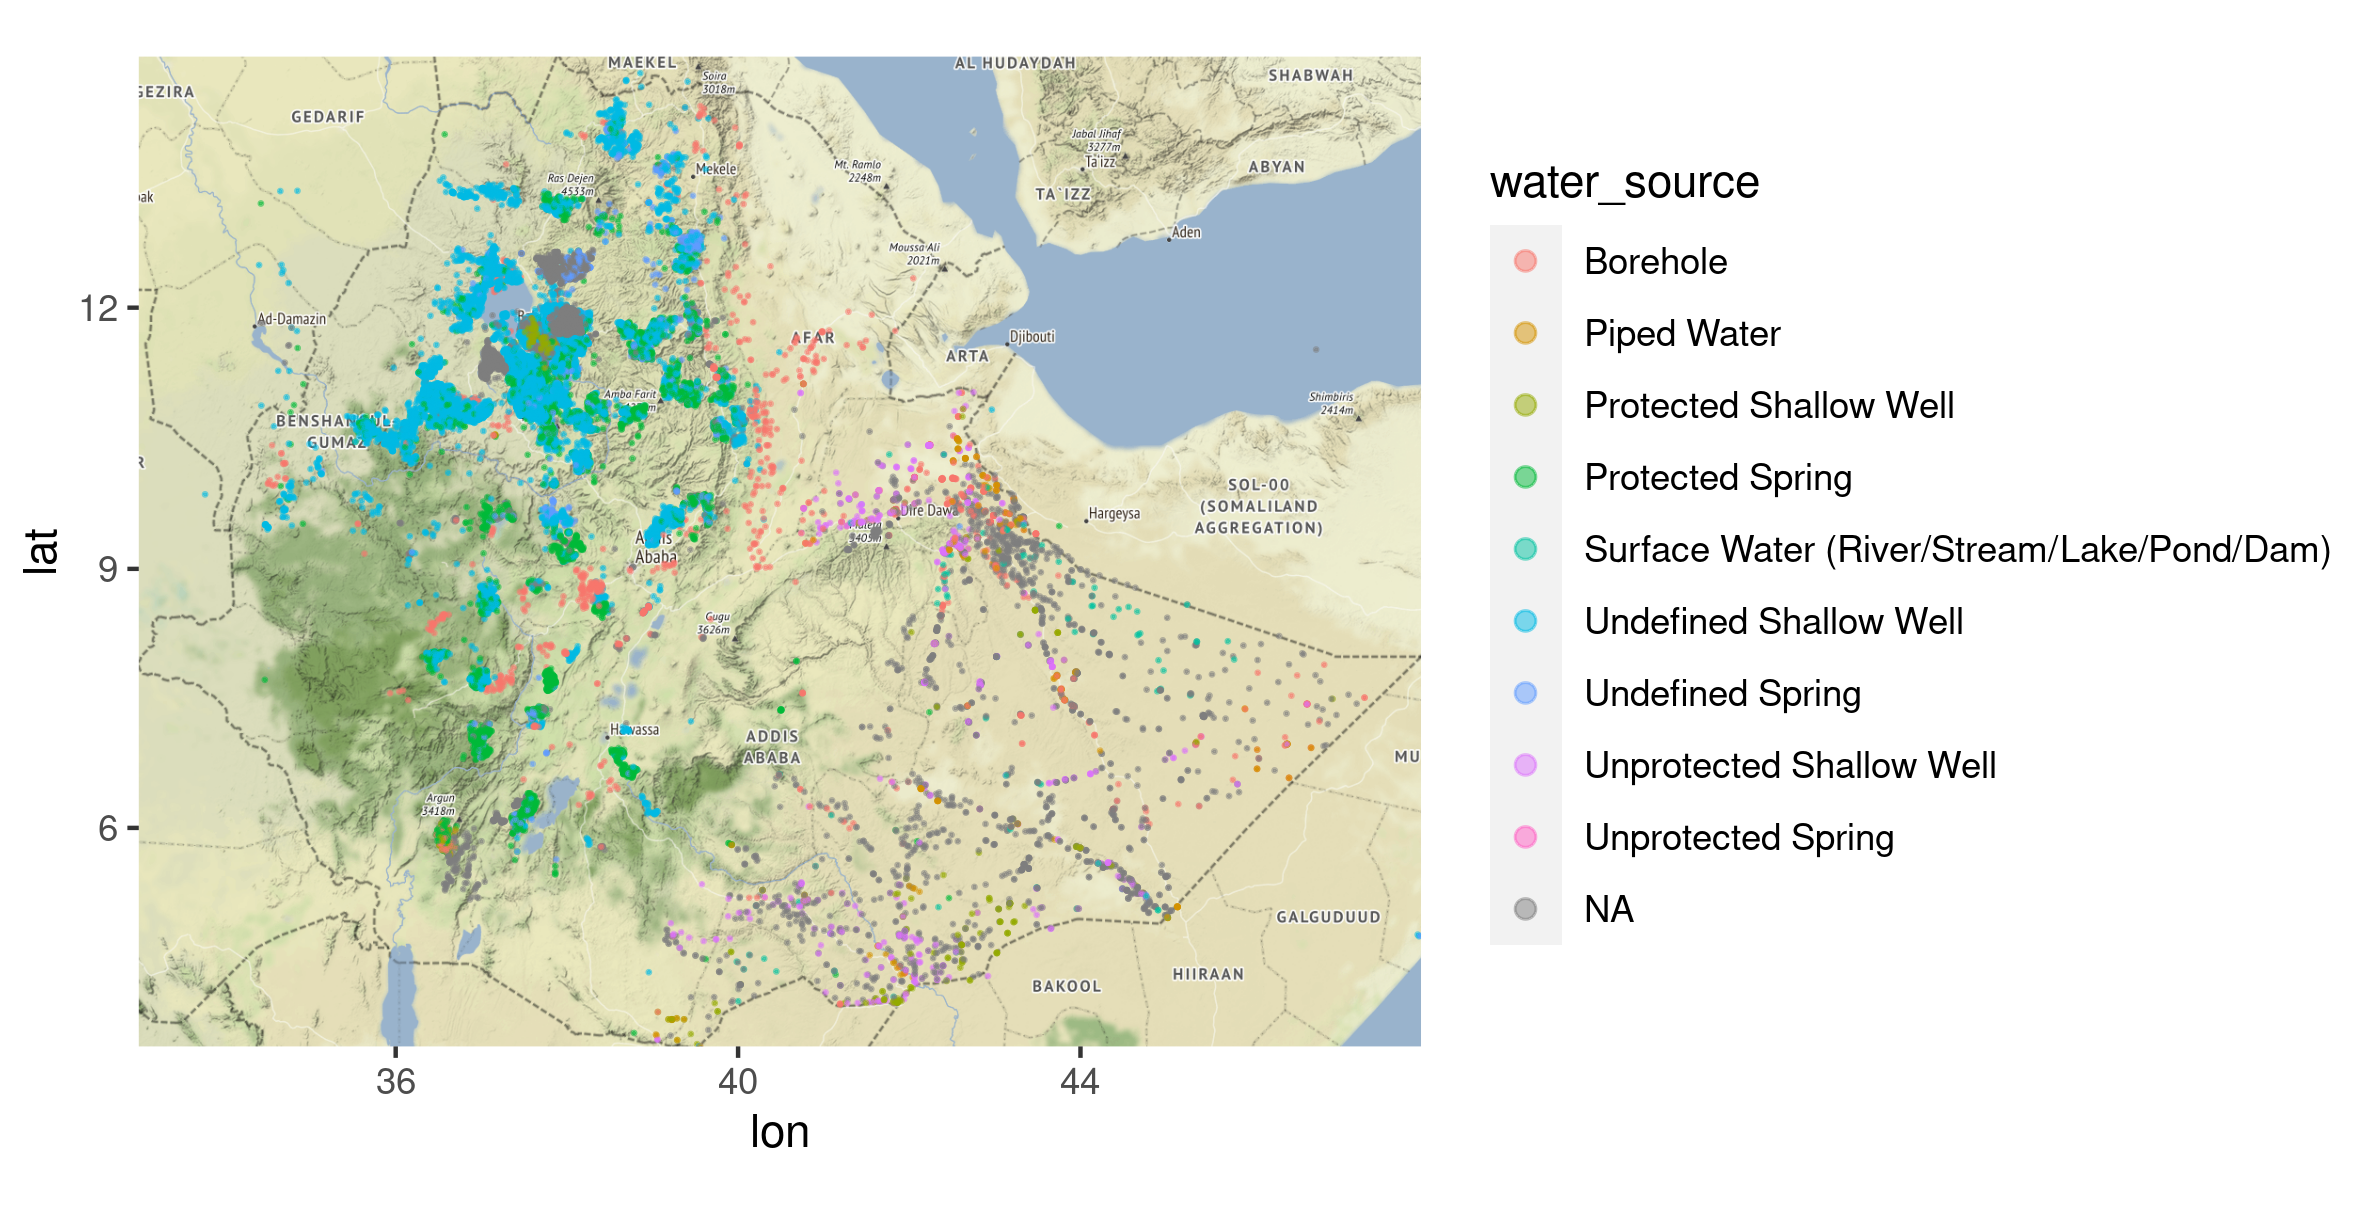 MAEKEL
AL HUDAYDAH
SHABWAH
Soira
3018m
GEZIRA
GEDARIF
Jabal Jihaf
3277m
Ta'izz
ABYAN
Mt. Ramlo
2248m
Mekele
Ras Dejen
4533m
TA`IZZ
Aden
Moussa Ali
2021m
Ad-Damazin
AFAR
Djibouti
ARTA
Amba Farit
Shimbiris
2414m
BENSHANGUL-
GUMAZ
SOL-00
(SOMALILAND
AGGREGATION)
Dire Dawa
Hargeysa
Addis
Ababa
Gugu
3626m
Hawassa
ADDIS
ABABA
MU
Argun
3418m
GALGUDUUD
HIIRAAN
BAKOOL
12
9
6
lat
36
40
44
lon
water_source
Borehole
Piped Water
Protected Shallow Well
Protected Spring
Surface Water (River/Stream/Lake/Pond/Dam)
Undefined Shallow Well
Undefined Spring
Unprotected Shallow Well
Unprotected Spring
NA